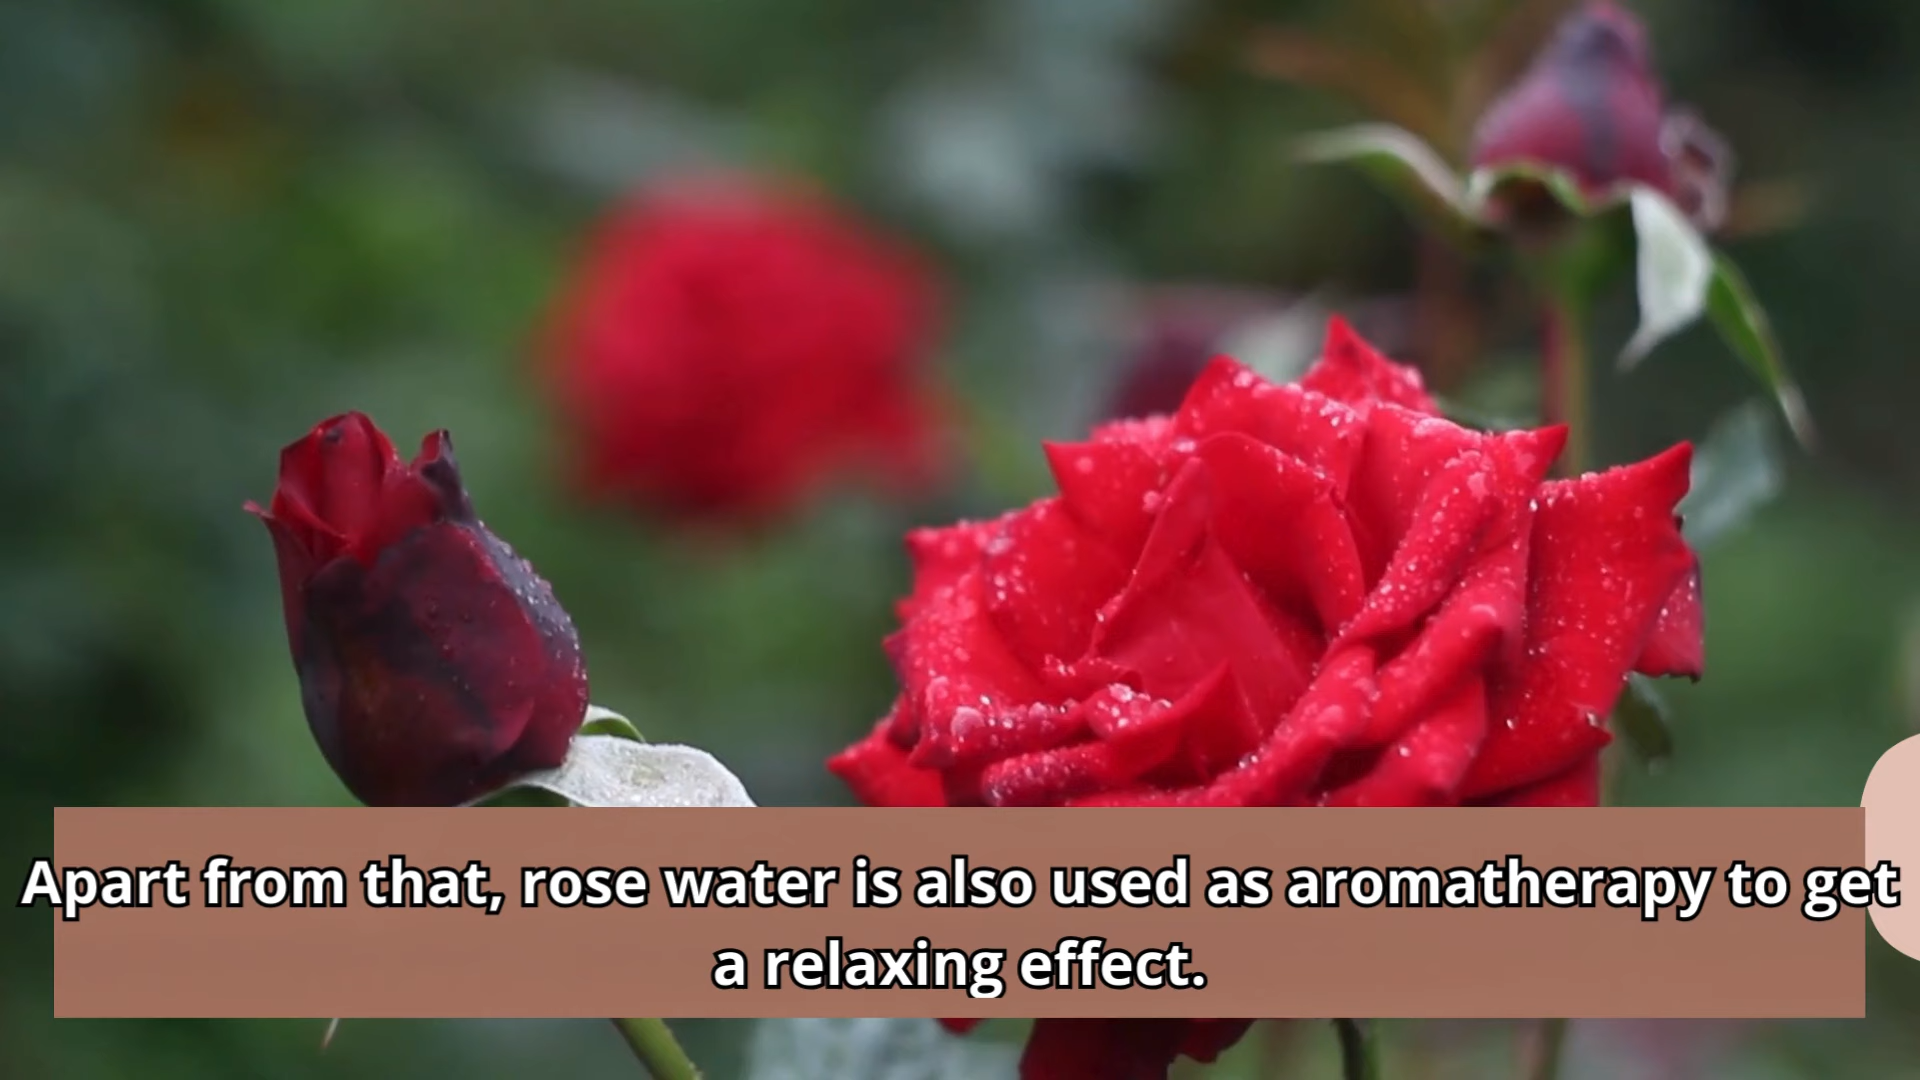 Apart from that, rose water is also used as aromatherapy to get
a relaxing effect.